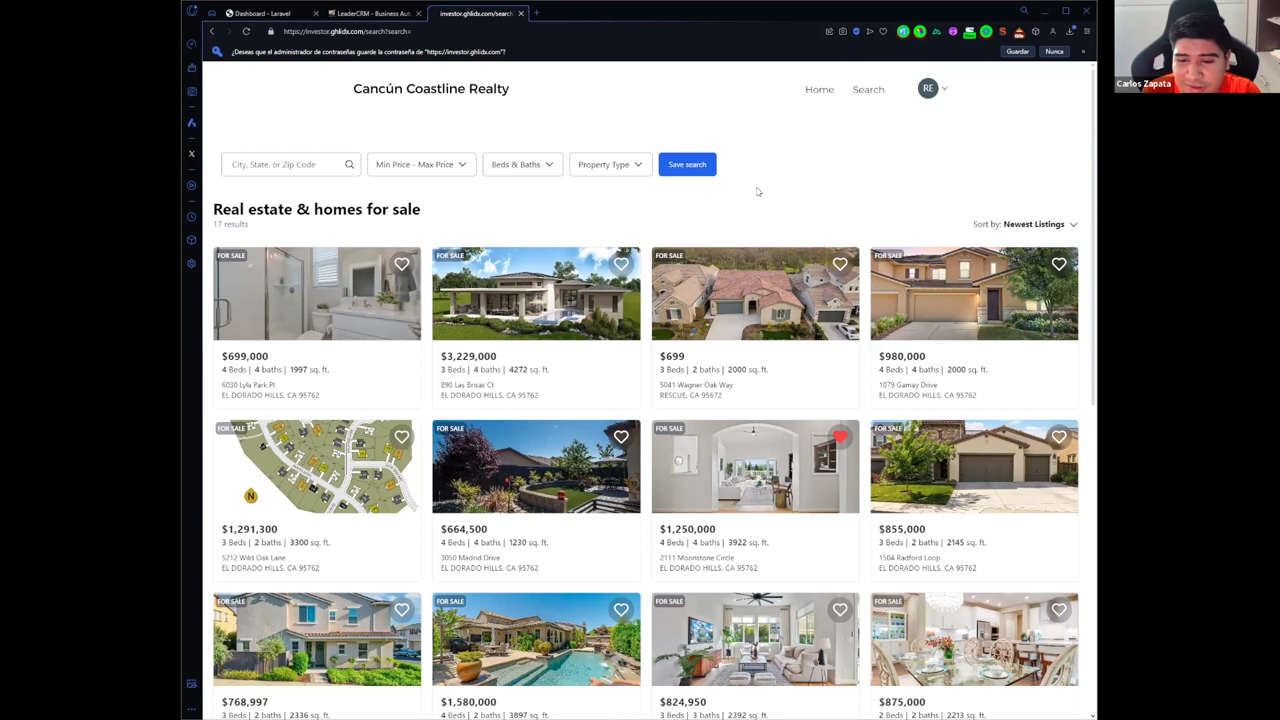 Dashboard - Laravel
LeaderCRM - Business Aut
investor.ghlidx.com/search
https://investor.ghlidx.com/search?search=
¿Deseas que el administrador de contraseñas guarde la contraseña de "https://investor.ghlidx.com"?
Guardar
Nunca
Carlos Zapata
Cancún Coastline Realty
Home
Search
RE
City, State, or Zip Code
Min Price - Max Price
Beds & Baths
Property Type
Save search
Real estate & homes for sale
17 results
Sort by: Newest Listings
FOR SALE
FOR SALE
FOR SALE
FOR SALE
$699,000
4 Beds | 4 baths | 1997 sq. ft.
6030 Lyla Park Pl
EL DORADO HILLS, CA 95762
$3,229,000
3 Beds | 4 baths | 4272 sq. ft.
890 Las Brisas Ct
EL DORADO HILLS, CA 95762
$699
3 Beds | 2 baths | 2000 sq. ft.
5041 Wagner Oak Way
RESCUE, CA 95672
$980,000
4 Beds | 4 baths | 2000 sq. ft.
1079 Gamay Drive
EL DORADO HILLS, CA 95762
FOR SALE
FOR SALE
FOR SALE
FOR SALE
N
$1,291,300
3 Beds | 2 baths | 3300 sq. ft.
5212 Wild Oak Lane
EL DORADO HILLS, CA 95762
$664,500
4 Beds | 4 baths | 1230 sq. ft.
3050 Madrid Drive
EL DORADO HILLS, CA 95762
$1,250,000
4 Beds | 4 baths | 3922 sq. ft.
2111 Moonstone Circle
EL DORADO HILLS, CA 95762
$855,000
3 Beds | 2 baths | 2145 sq. ft.
1504 Radford Loop
EL DORADO HILLS, CA 95762
FOR SALE
FOR SALE
FOR SALE
FOR SALE
$768,997
3 Beds | 2 baths | 2336 sq. ft.
$1,580,000
4 Beds | 2 baths | 3897 sq. ft.
$824,950
3 Beds | 3 baths | 2392 sq. ft.
$875,000
2 Beds | 2 baths | 2213 sq. ft.